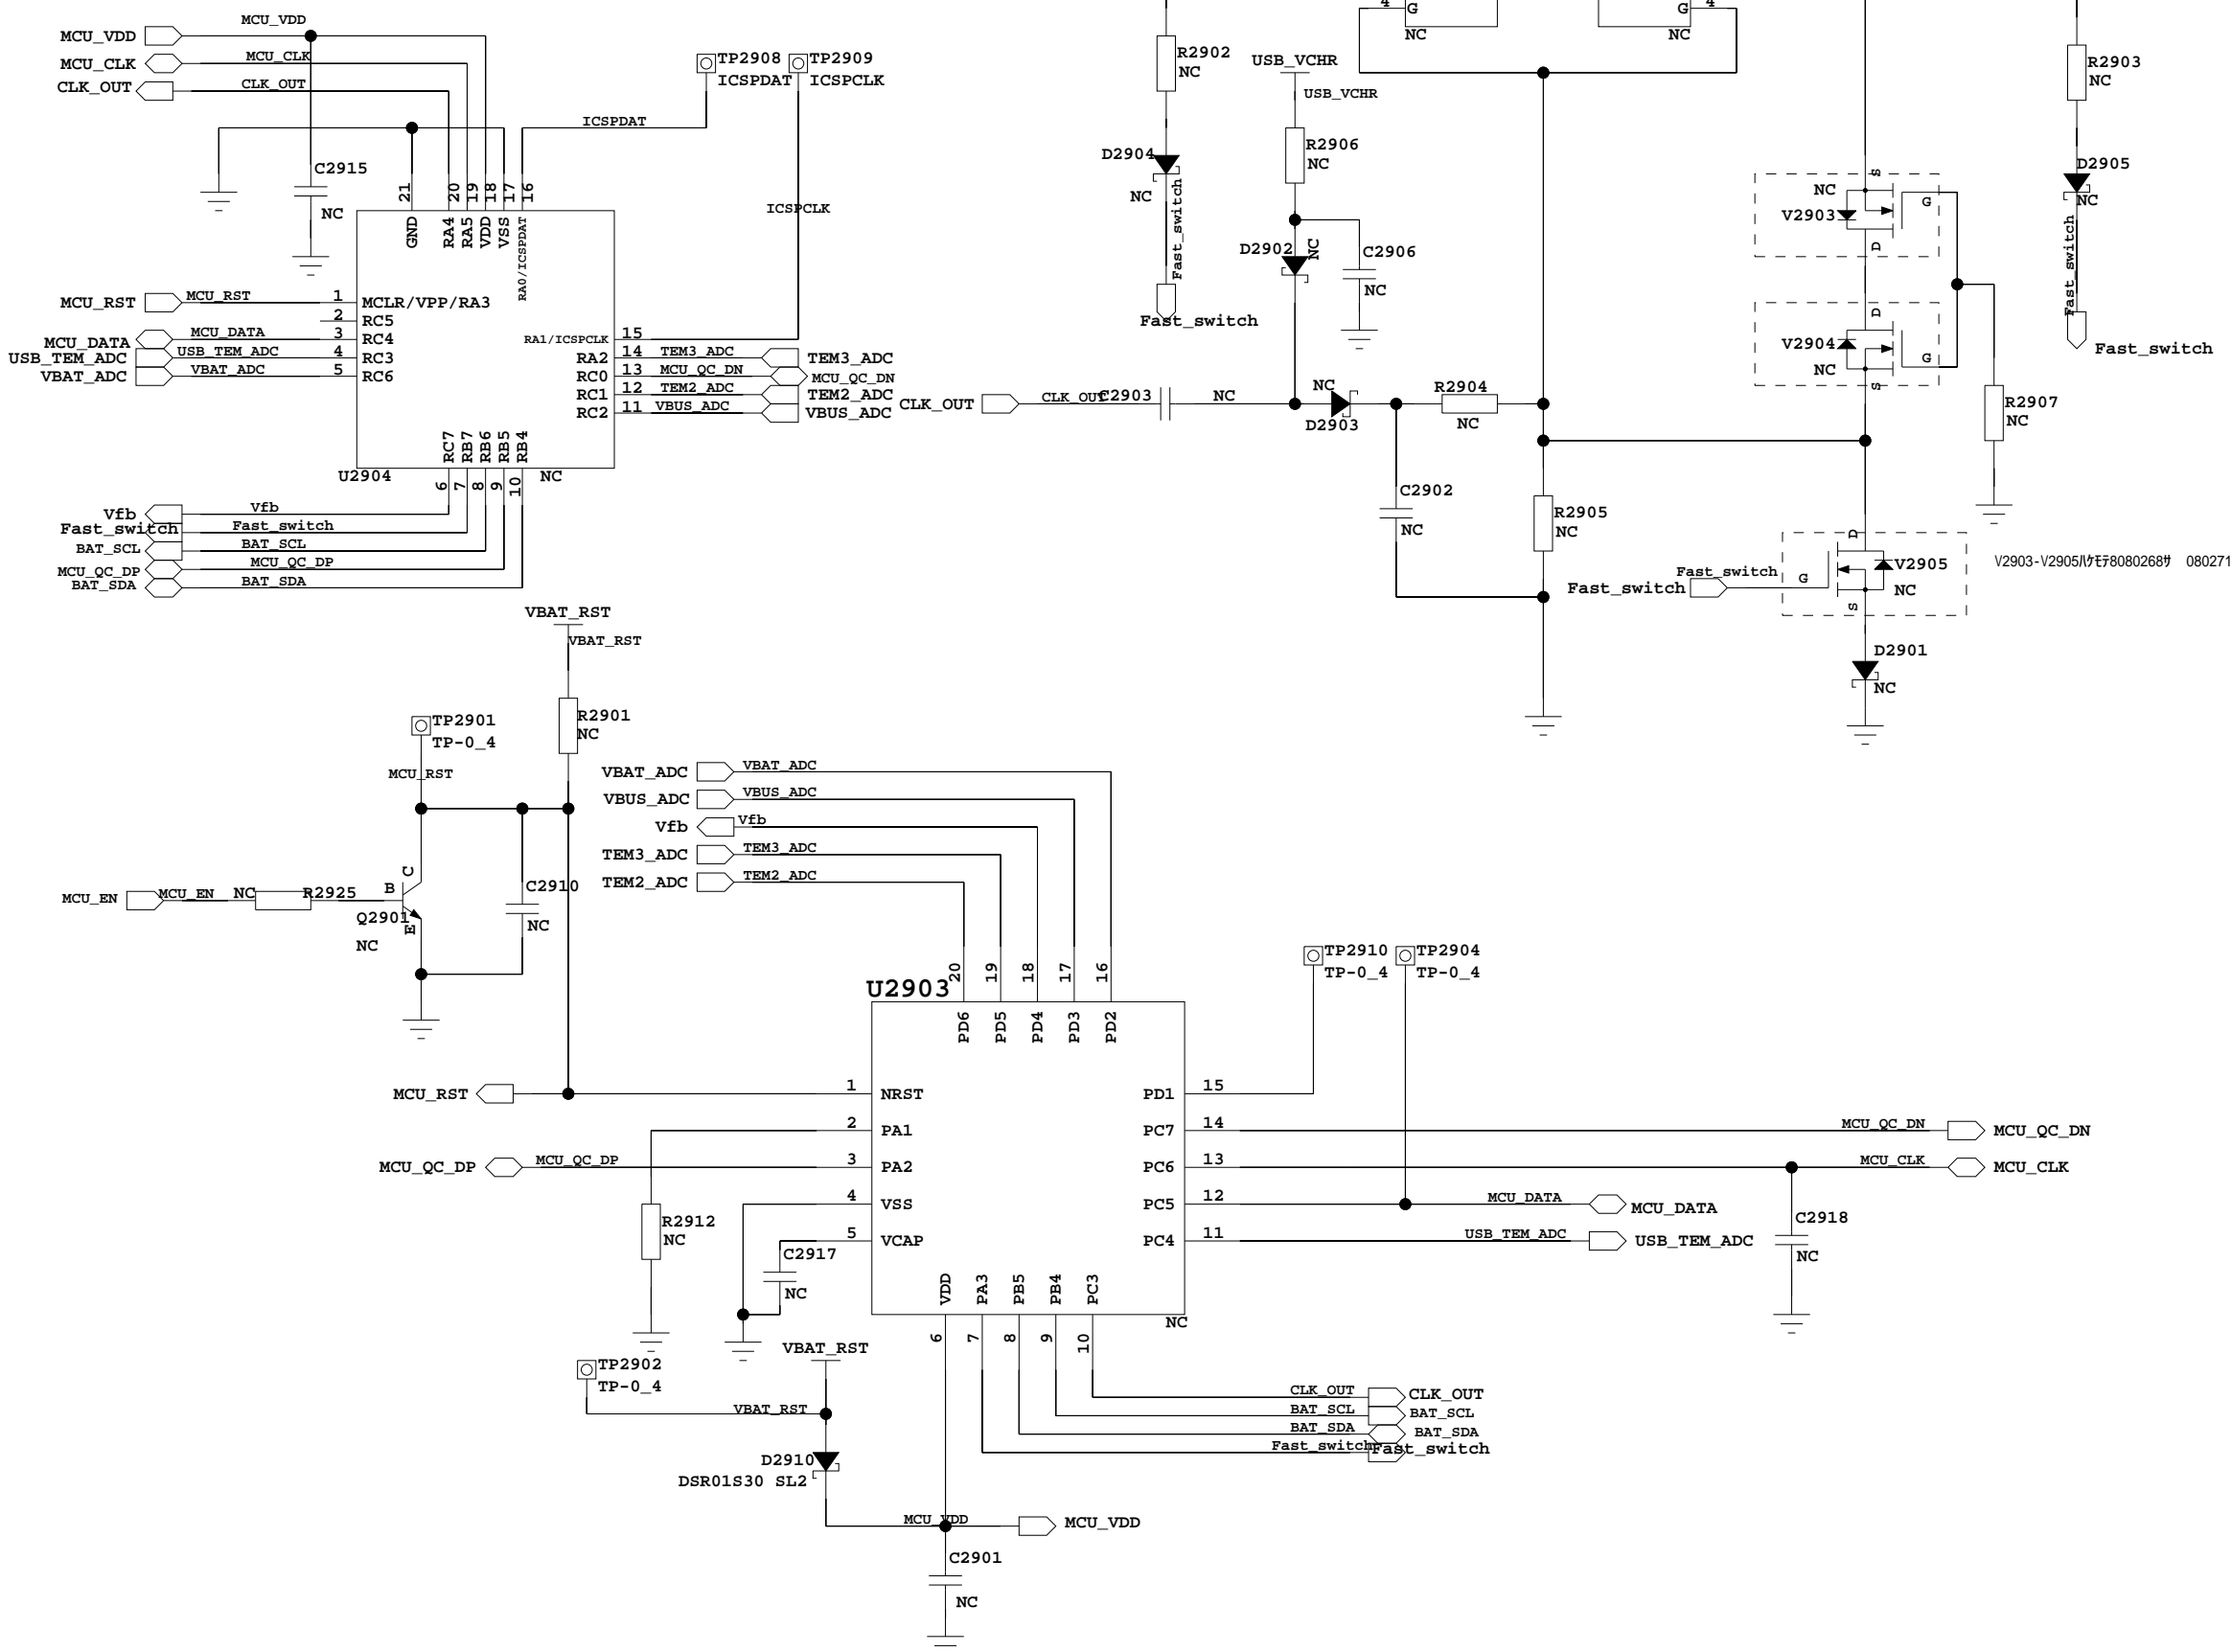 MCU_VDD
MCU_VDD
MCU_CLK
MCU_CLK
CLK_OUT
CLK_OUT
TP2908
ICSPDAT
TP2909
ICSPCLK
ICSPDAT
ICSPCLK
C2915
NC
21
20
19
18
17
16
GND
RA4
RA5
VDD
VSS
RA0/ICSPDAT
MCU_RST
MCU_RST
1
MCLR/VPP/RA3
2
RC5
MCU_DATA
MCU_DATA
3
RC4
USB_TEM_ADC
USB_TEM_ADC
4
RC3
VBAT_ADC
VBAT_ADC
5
RC6
RA1/ICSPCLK
15
RA2
14
TEM3_ADC
TEM3_ADC
RC0
13
MCU_QC_DN
MCU_QC_DN
RC1
12
TEM2_ADC
TEM2_ADC
RC2
11
VBUS_ADC
VBUS_ADC
RC7
RB7
RB6
RB5
RB4
U2904
NC
6
7
8
9
10
Vfb
Vfb
Fast_switch
Fast_switch
BAT_SCL
BAT_SCL
MCU_QC_DP
MCU_QC_DP
BAT_SDA
BAT_SDA
4
G
NC
G
4
NC
R2902
NC
D2904
NC
Fast_switch
Fast_switch
USB_VCHR
USB_VCHR
R2906
NC
D2902
NC
C2906
NC
CLK_OUT
CLK_OUT
C2903
NC
NC
D2903
R2904
NC
C2902
NC
R2905
NC
S
NC
V2903
G
D
D
V2904
NC
G
S
R2903
NC
D2905
NC
Fast_switch
Fast_switch
R2907
NC
Fast_switch
Fast_switch
G
D
V2905
NC
S
D2901
NC
VBAT_RST
VBAT_RST
R2901
NC
TP2901
TP-0_4
MCU_RST
MCU_EN
MCU_EN
NC
R2925
B
C
E
Q2901
NC
C2910
NC
VBAT_ADC
VBAT_ADC
VBUS_ADC
VBUS_ADC
Vfb
Vfb
TEM3_ADC
TEM3_ADC
TEM2_ADC
TEM2_ADC
20
19
18
17
16
U2903
PD6
PD5
PD4
PD3
PD2
TP2910
TP-0_4
TP2904
TP-0_4
MCU_RST
1
NRST
PD1
15
2
PA1
PC7
14
MCU_QC_DN
MCU_QC_DN
MCU_QC_DP
MCU_QC_DP
3
PA2
PC6
13
MCU_CLK
MCU_CLK
4
VSS
PC5
12
MCU_DATA
MCU_DATA
5
VCAP
PC4
11
USB_TEM_ADC
USB_TEM_ADC
R2912
NC
C2917
NC
C2918
NC
VDD
PA3
PB5
PB4
PC3
NC
6
7
8
9
10
VBAT_RST
TP2902
TP-0_4
VBAT_RST
D2910
DSR01S30 SL2
CLK_OUT
CLK_OUT
BAT_SCL
BAT_SCL
BAT_SDA
BAT_SDA
Fast_switch
Fast_switch
MCU_VDD
MCU_VDD
C2901
NC